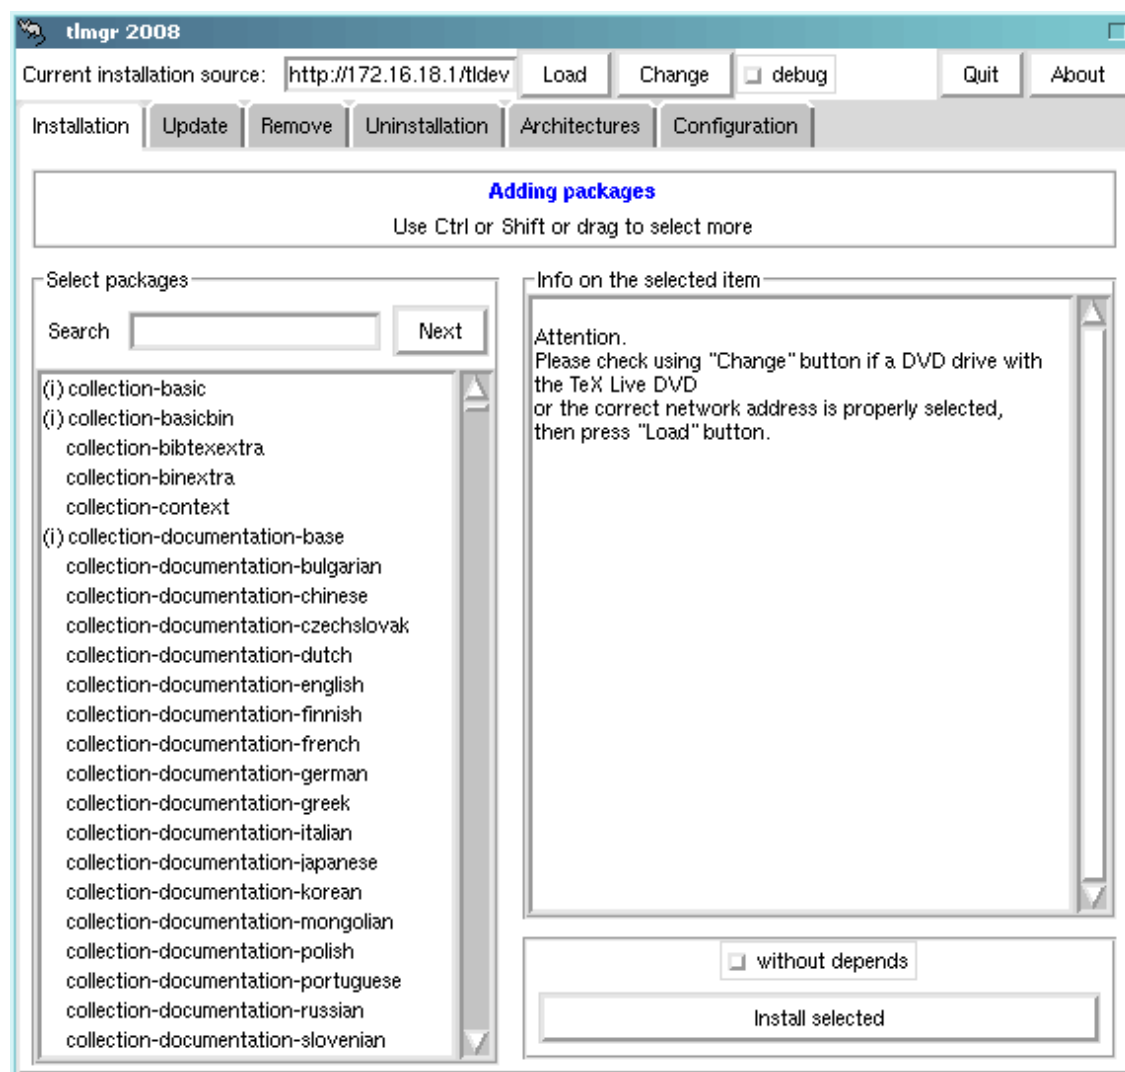 tlmgr 2008
Current installation source: http://172.16.18.1/tldev Load Change debug Quit About
Installation Update Remove Uninstallation Architectures Configuration
Adding packages
Use Ctrl or Shift or drag to select more
Select packages
Search Next
(i) collection-basic
(i) collection-basicbin
collection-bibtexextra
collection-binextra
collection-context
(i) collection-documentation-base
collection-documentation-bulgarian
collection-documentation-chinese
collection-documentation-czechslovak
collection-documentation-dutch
collection-documentation-english
collection-documentation-finnish
collection-documentation-french
collection-documentation-german
collection-documentation-greek
collection-documentation-italian
collection-documentation-japanese
collection-documentation-korean
collection-documentation-mongolian
collection-documentation-polish
collection-documentation-portuguese
collection-documentation-russian
collection-documentation-slovenian
Info on the selected item
Attention.
Please check using "Change" button if a DVD drive with
the TeX Live DVD
or the correct network address is properly selected,
then press "Load" button.
without depends
Install selected